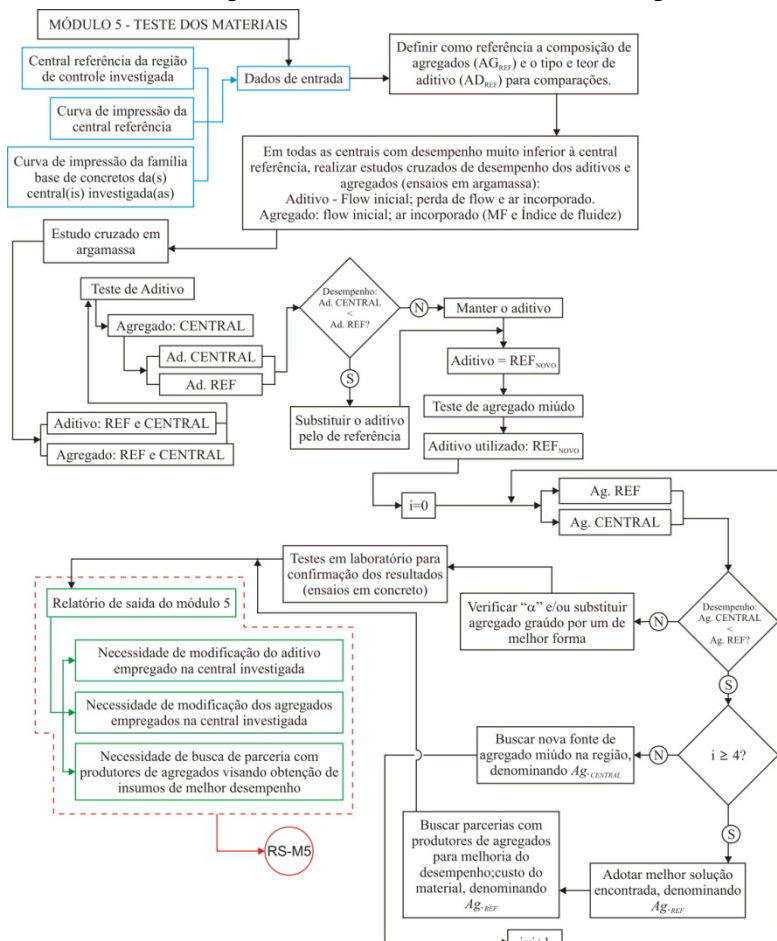 MÓDULO 5 - TESTE DOS MATERIAIS
Central referência da região
de controle investigada
Curva de impressão da
central referência
Curva de impressão da família
base de concretos da(s)
central(is) investigada(as)
Dados de entrada
Definir como referência a composição de
agregados (AGREF) e o tipo e teor de
aditivo (ADREF) para comparações.
Em todas as centrais com desempenho muito inferior à central
referência, realizar estudos cruzados de desempenho dos aditivos e
agregados (ensaios em argamassa):
Aditivo - Flow inicial; perda de flow e ar incorporado.
Agregado: flow inicial; ar incorporado (MF e Índice de fluidez)
Estudo cruzado em
argamassa
Teste de Aditivo
Agregado: CENTRAL
Ad. CENTRAL
Ad. REF
Aditivo: REF e CENTRAL
Agregado: REF e CENTRAL
Desempenho:
Ad. CENTRAL
<
Ad. REF?
N
S
Manter o aditivo
Substituir o aditivo
pelo de referência
Aditivo = REFNOVO
Teste de agregado miúdo
Aditivo utilizado: REFNOVO
i=0
Ag. REF
Ag. CENTRAL
Desempenho:
Ag. CENTRAL
<
Ag. REF?
N
S
Verificar “α” e/ou substituir
agregado graúdo por um de
melhor forma
Testes em laboratório para
confirmação dos resultados
(ensaios em concreto)
i ≥ 4?
N
S
Buscar nova fonte de
agregado miúdo na região,
denominando Ag.CENTRAL
Adotar melhor solução
encontrada, denominando
Ag.REF
Buscar parcerias com
produtores de agregados
para melhoria do
desempenho;custo do
material, denominando
Ag.REF
Relatório de saída do módulo 5
Necessidade de modificação do aditivo
empregado na central investigada
Necessidade de modificação dos agregados
empregados na central investigada
Necessidade de busca de parceria com
produtores de agregados visando obtenção de
insumos de melhor desempenho
RS-M5